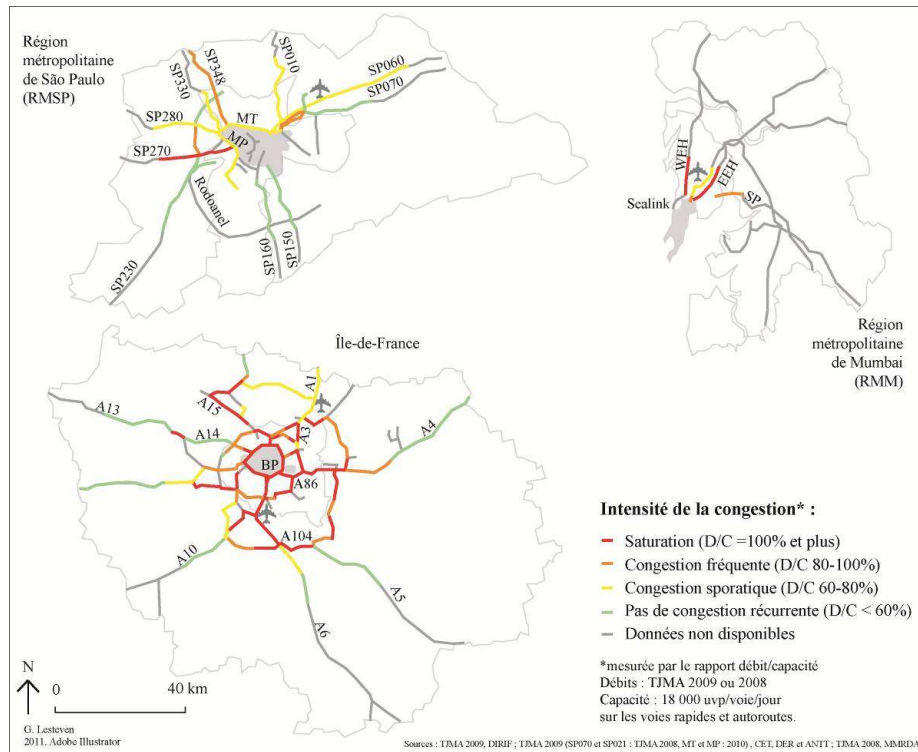 Région
métropolitaine
de São Paulo
(RMSP)
SP330
SP348
SP010
SP060
SP070
SP280
MT
MP
SP270
Rodoanel
SP230
SP160
SP150
WEH
EEH
Sealink
SP
Région
métropolitaine
de Mumbai
(RMM)
Île-de-France
A1
A15
A13
A14
A3
A4
BP
A86
A104
A10
A6
A5
Intensité de la congestion* :
Saturation (D/C =100% et plus)
Congestion fréquente (D/C 80-100%)
Congestion sporatique (D/C 60-80%)
Pas de congestion récurrente (D/C < 60%)
Données non disponibles
*mesurée par le rapport débit/capacité
Débits : TJMA 2009 ou 2008
Capacité : 18 000 uvp/voie/jour
sur les voies rapides et autoroutes.
N
0 40 km
G. Lesteven
2011. Adobe Illustrator
Sources : TJMA 2009, DIRIF ; TJMA 2009 (SP070 et SP021 : TJMA 2008, MT et MP : 2010) , CET, DER et ANTT ; TJMA 2008, MMRDA